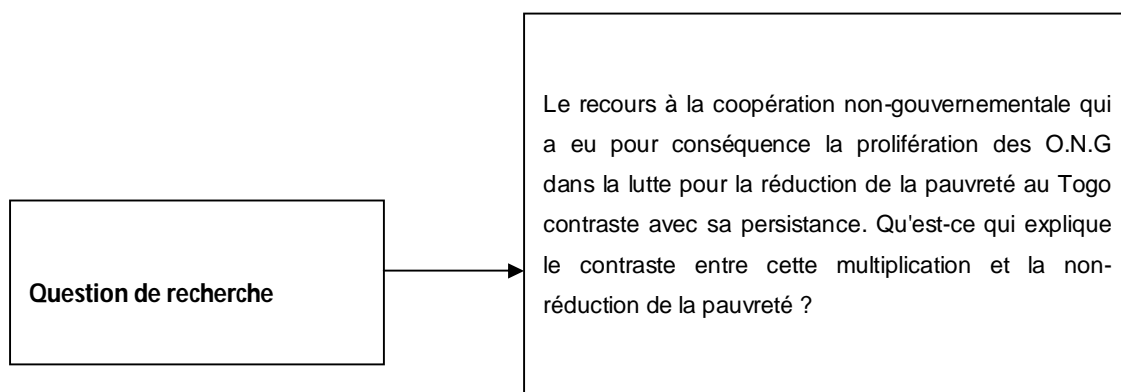 Question de recherche
Le recours à la coopération non-gouvernementale qui
a eu pour conséquence la prolifération des O.N.G
dans la lutte pour la réduction de la pauvreté au Togo
contraste avec sa persistance. Qu'est-ce qui explique
le contraste entre cette multiplication et la non-
réduction de la pauvreté ?